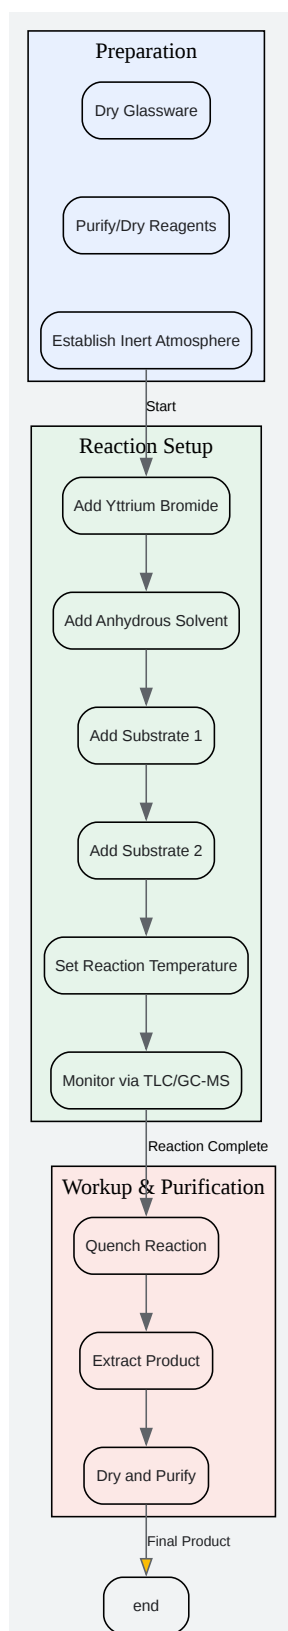 Preparation
Dry Glassware
Purify/Dry Reagents
Establish Inert Atmosphere
Start
Reaction Setup
Add Yttrium Bromide
Add Anhydrous Solvent
Add Substrate 1
Add Substrate 2
Set Reaction Temperature
Monitor via TLC/GC-MS
Reaction Complete
Workup & Purification
Quench Reaction
Extract Product
Dry and Purify
Final Product
end